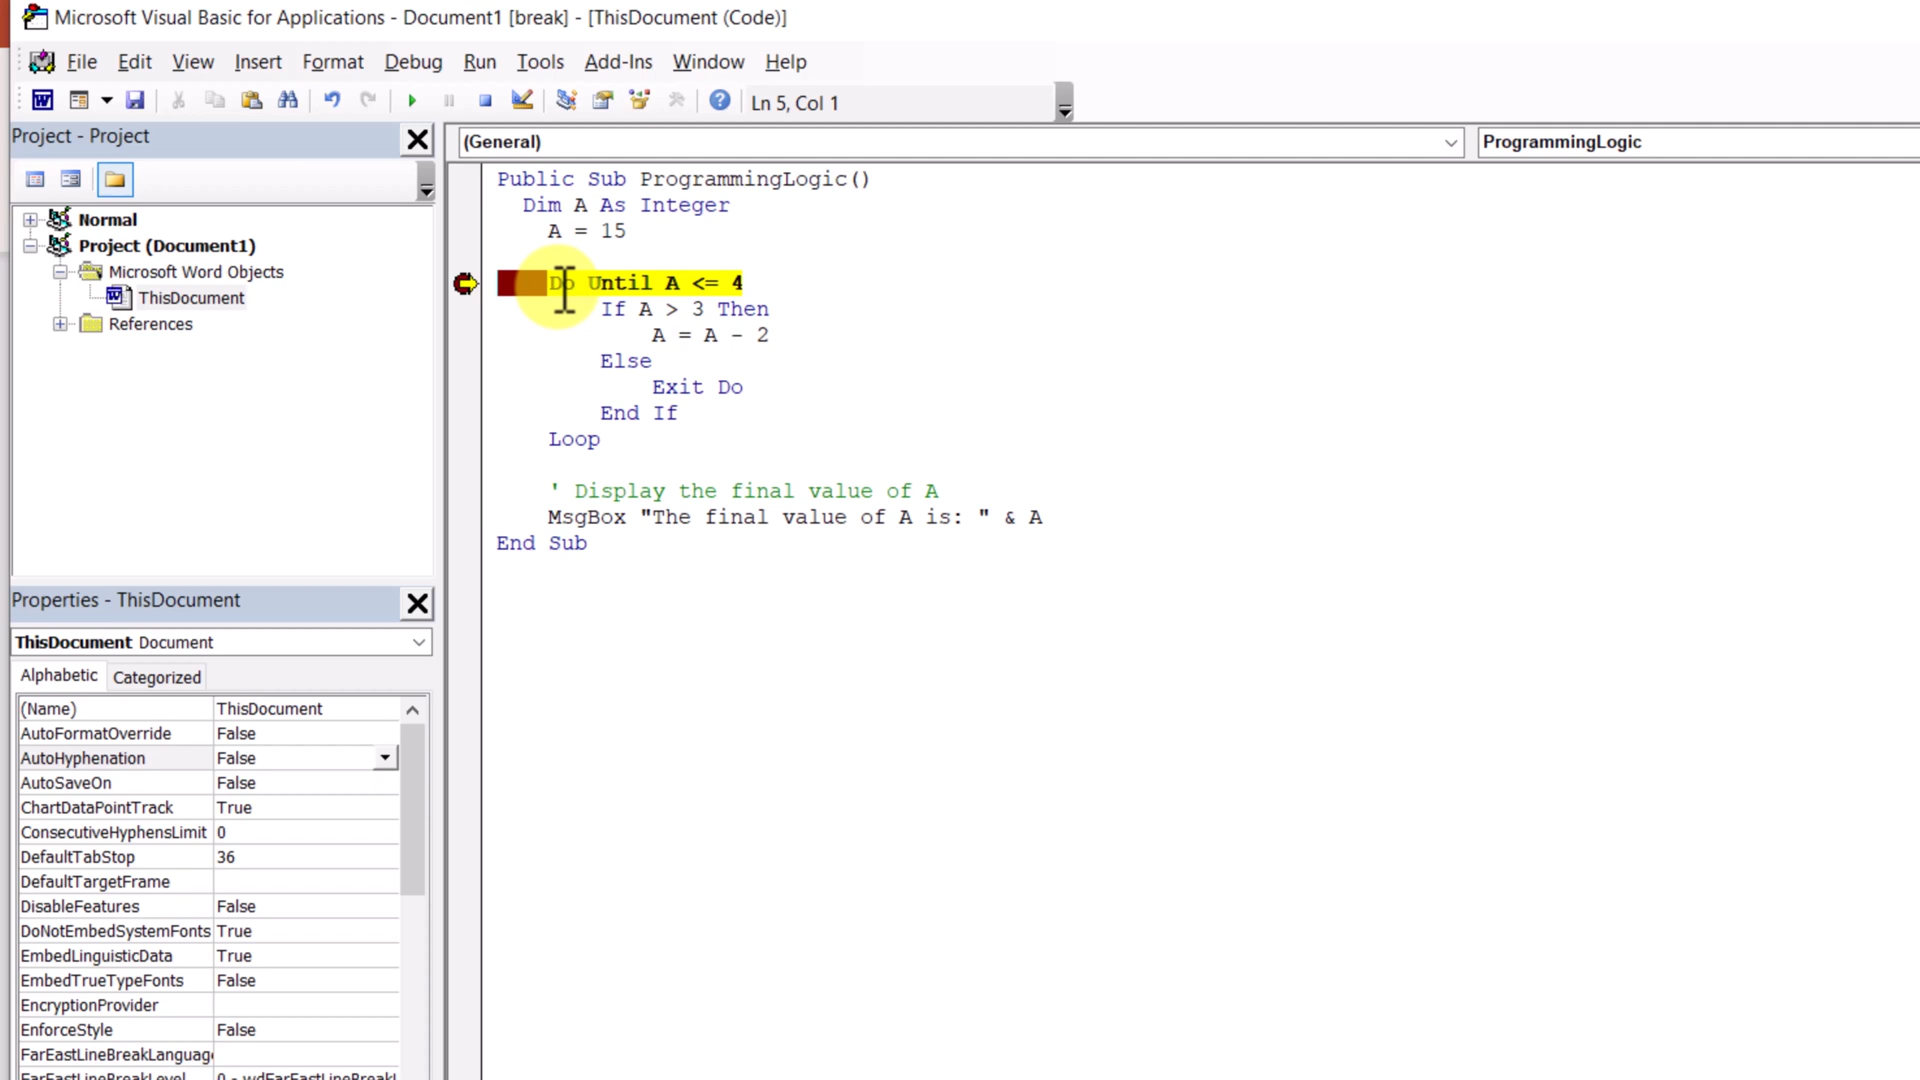 Microsoft Visual Basic for Applications - Document1 [break] - [ThisDocument (Code)]
File Edit View Insert Format Debug Run Tools Add-Ins Window Help
Ln 5, Col 1
Project - Project
(General)
ProgrammingLogic
Normal
Project (Document1)
Microsoft Word Objects
ThisDocument
References
Public Sub ProgrammingLogic()
Dim A As Integer
A = 15
Do Until A <= 4
If A > 3 Then
A = A - 2
Else
Exit Do
End If
Loop
' Display the final value of A
MsgBox "The final value of A is: " & A
End Sub
Properties - ThisDocument
ThisDocument Document
Alphabetic Categorized
(Name) ThisDocument
AutoFormatOverride False
AutoHyphenation False
AutoSaveOn False
ChartDataPointTrack True
ConsecutiveHyphensLimit 0
DefaultTabStop 36
DefaultTargetFrame
DisableFeatures False
DoNotEmbedSystemFonts True
EmbedLinguisticData True
EmbedTrueTypeFonts False
EncryptionProvider
EnforceStyle False
FarEastLineBreakLanguag
FarEastLineBreakLevel 0 - wdFarEastLineBreakL